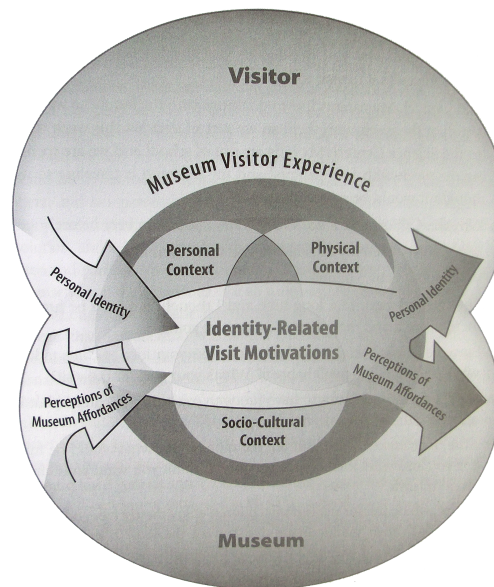 Visitor
Museum Visitor Experience
Personal
Context
Physical
Context
Personal Identity
Personal Identity
Identity-Related
Visit Motivations
Perceptions of
Museum Affordances
Perceptions of
Museum Affordances
Socio-Cultural
Context
Museum